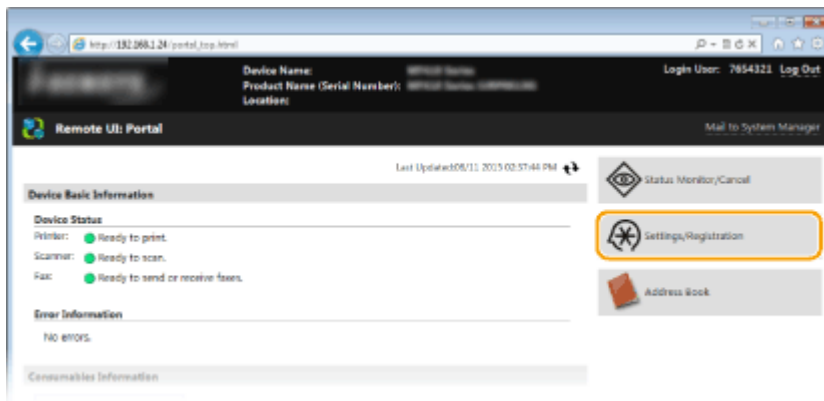 http://192.168.1.24/portal_top.html
Device Name:
Product Name (Serial Number):
Location:
Login User: 7654321 Log Out
Remote UI: Portal
Mail to System Manager
Last Updated:08/11 2015 02:37:44 PM
Device Basic Information
Device Status
Printer: Ready to print.
Scanner: Ready to scan.
Fax: Ready to send or receive faxes.
Error Information
No errors.
Consumables Information
Status Monitor/Cancel
Settings/Registration
Address Book